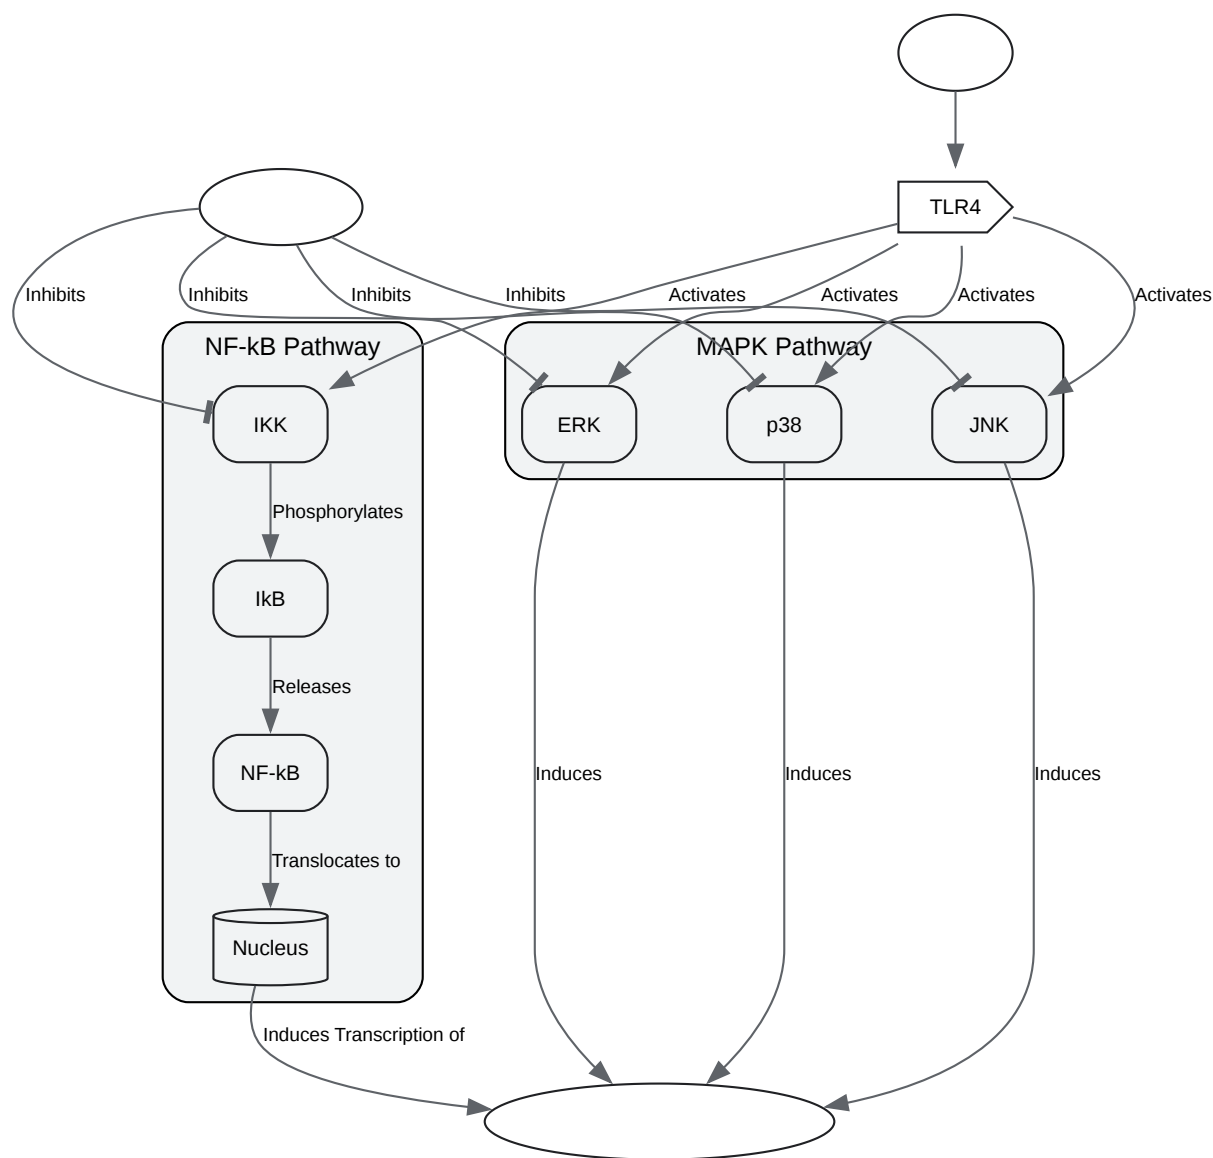 TLR4
Inhibits
Inhibits
Inhibits
Inhibits
Activates
Activates
Activates
Activates
NF-kB Pathway
MAPK Pathway
IKK
ERK
p38
JNK
Phosphorylates
IkB
Releases
NF-kB
Induces
Induces
Induces
Translocates to
Nucleus
Induces Transcription of